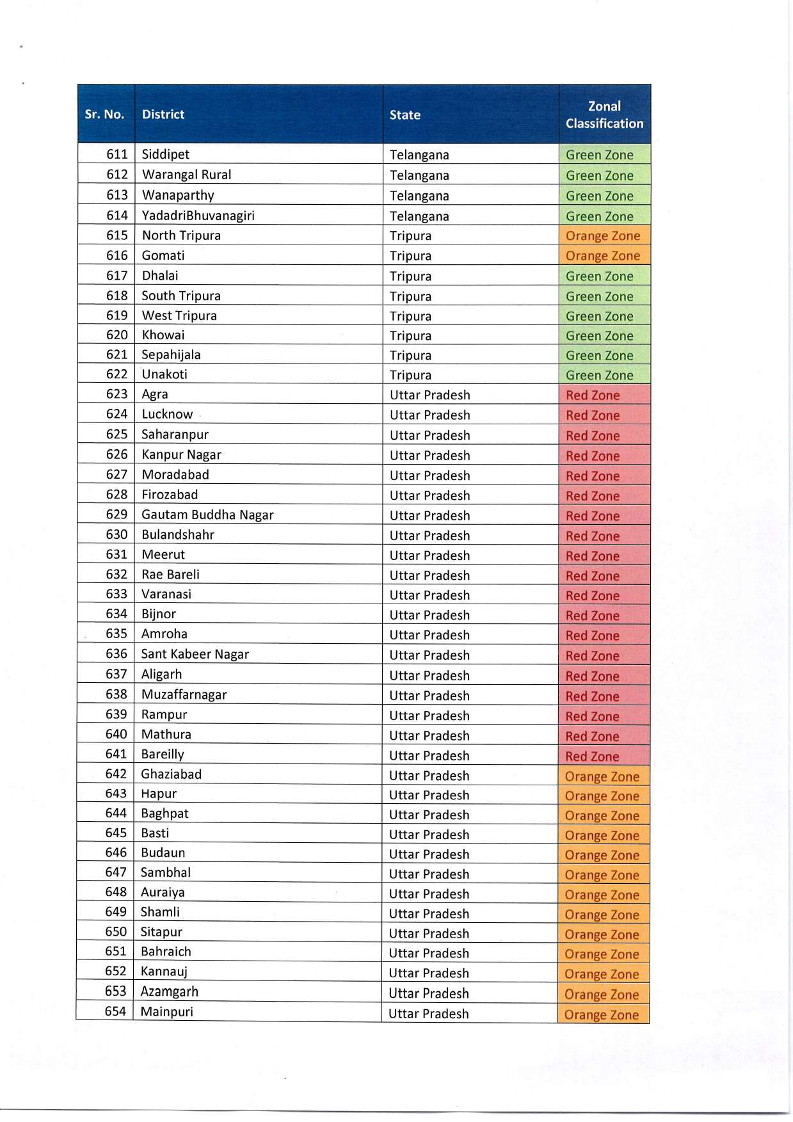 Sr. No. District State Zonal Classification
611 Siddipet Telangana Green Zone
612 Warangal Rural Telangana Green Zone
613 Wanaparthy Telangana Green Zone
614 YadadriBhuvanagiri Telangana Green Zone
615 North Tripura Tripura Orange Zone
616 Gomati Tripura Orange Zone
617 Dhalai Tripura Green Zone
618 South Tripura Tripura Green Zone
619 West Tripura Tripura Green Zone
620 Khowai Tripura Green Zone
621 Sepahijala Tripura Green Zone
622 Unakoti Tripura Green Zone
623 Agra Uttar Pradesh Red Zone
624 Lucknow Uttar Pradesh Red Zone
625 Saharanpur Uttar Pradesh Red Zone
626 Kanpur Nagar Uttar Pradesh Red Zone
627 Moradabad Uttar Pradesh Red Zone
628 Firozabad Uttar Pradesh Red Zone
629 Gautam Buddha Nagar Uttar Pradesh Red Zone
630 Bulandshahr Uttar Pradesh Red Zone
631 Meerut Uttar Pradesh Red Zone
632 Rae Bareli Uttar Pradesh Red Zone
633 Varanasi Uttar Pradesh Red Zone
634 Bijnor Uttar Pradesh Red Zone
635 Amroha Uttar Pradesh Red Zone
636 Sant Kabeer Nagar Uttar Pradesh Red Zone
637 Aligarh Uttar Pradesh Red Zone
638 Muzaffarnagar Uttar Pradesh Red Zone
639 Rampur Uttar Pradesh Red Zone
640 Mathura Uttar Pradesh Red Zone
641 Bareilly Uttar Pradesh Red Zone
642 Ghaziabad Uttar Pradesh Orange Zone
643 Hapur Uttar Pradesh Orange Zone
644 Baghpat Uttar Pradesh Orange Zone
645 Basti Uttar Pradesh Orange Zone
646 Budaun Uttar Pradesh Orange Zone
647 Sambhal Uttar Pradesh Orange Zone
648 Auraiya Uttar Pradesh Orange Zone
649 Shamli Uttar Pradesh Orange Zone
650 Sitapur Uttar Pradesh Orange Zone
651 Bahraich Uttar Pradesh Orange Zone
652 Kannauj Uttar Pradesh Orange Zone
653 Azamgarh Uttar Pradesh Orange Zone
654 Mainpuri Uttar Pradesh Orange Zone